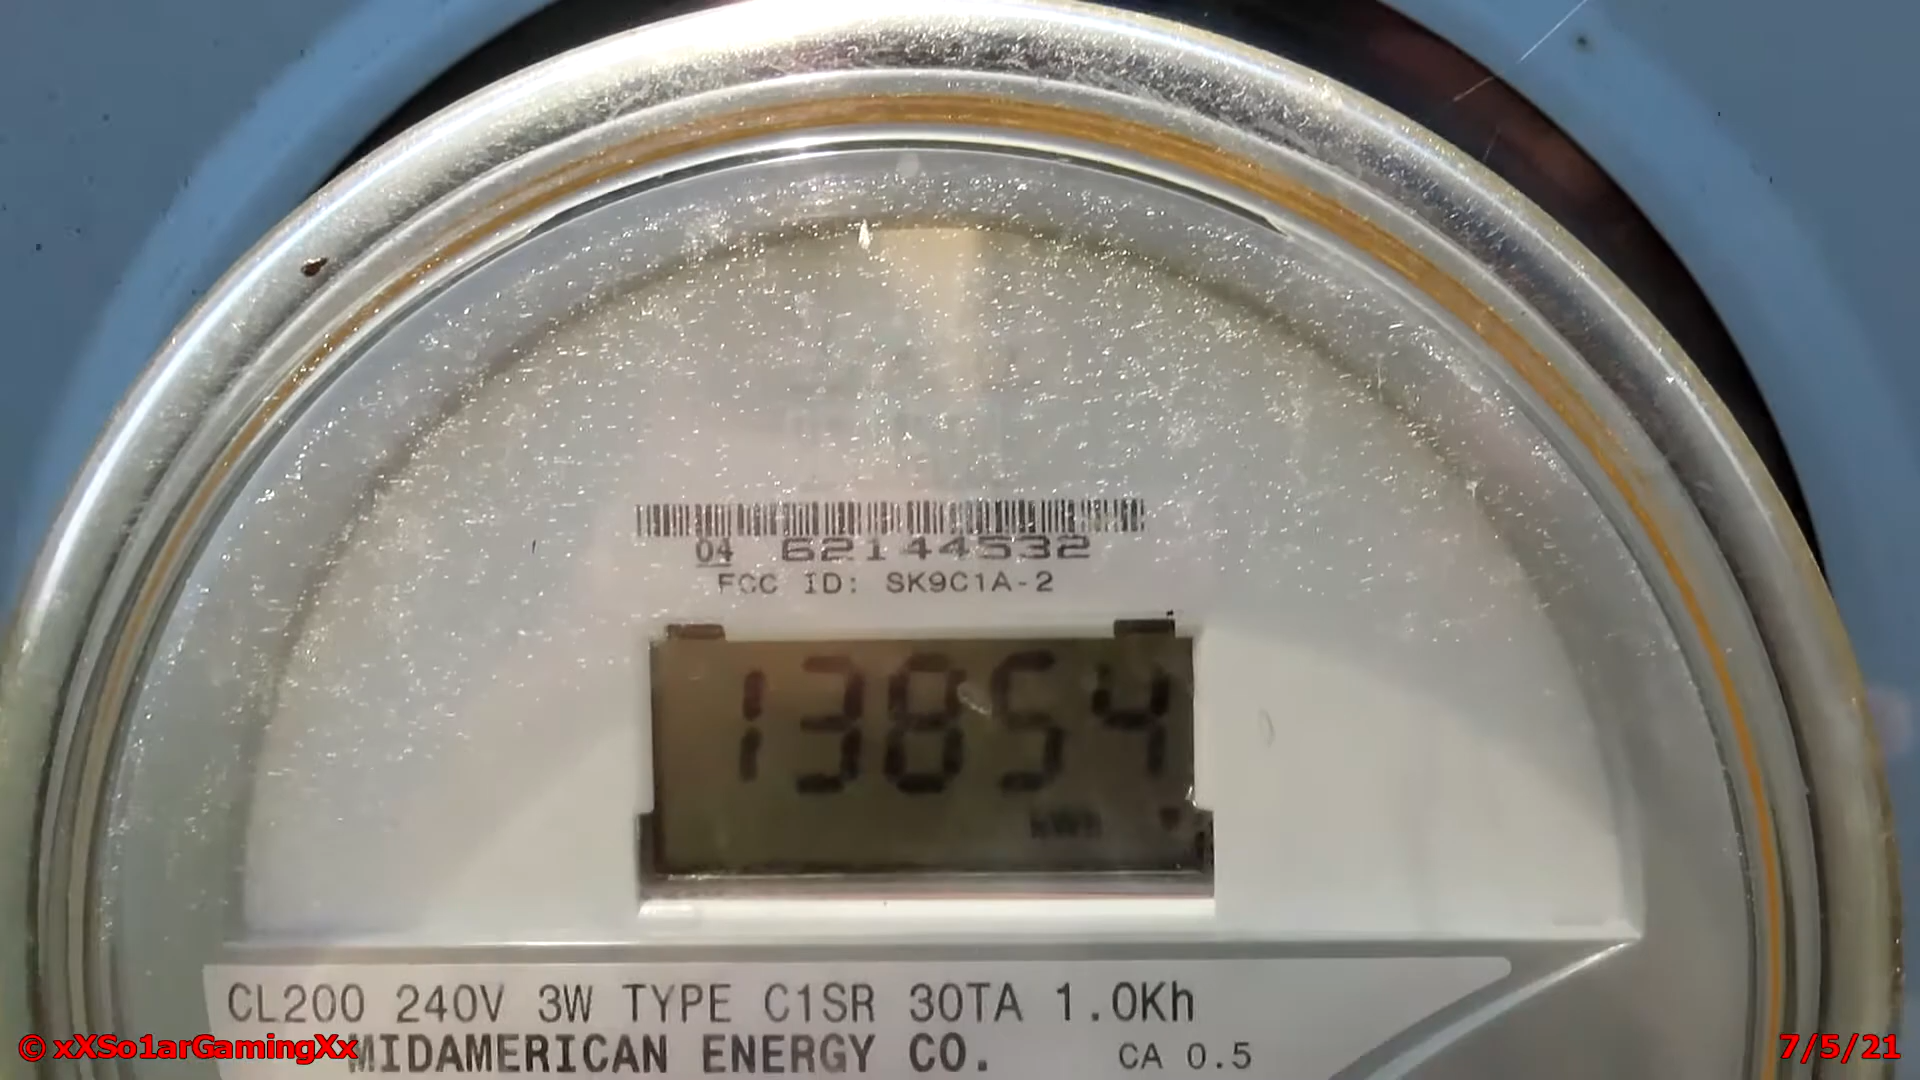 04 62144532
FCC ID: SK9C1A-2
13854
kWh
CL200 240V 3W TYPE C1SR 30TA 1.0Kh
MIDAMERICAN ENERGY CO. CA 0.5
© xXSo1arGamingXx
7/5/21